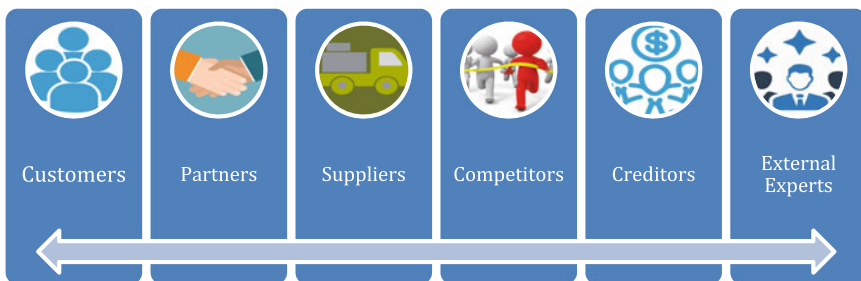 Customers
Partners
Suppliers
Competitors
Creditors
External
Experts